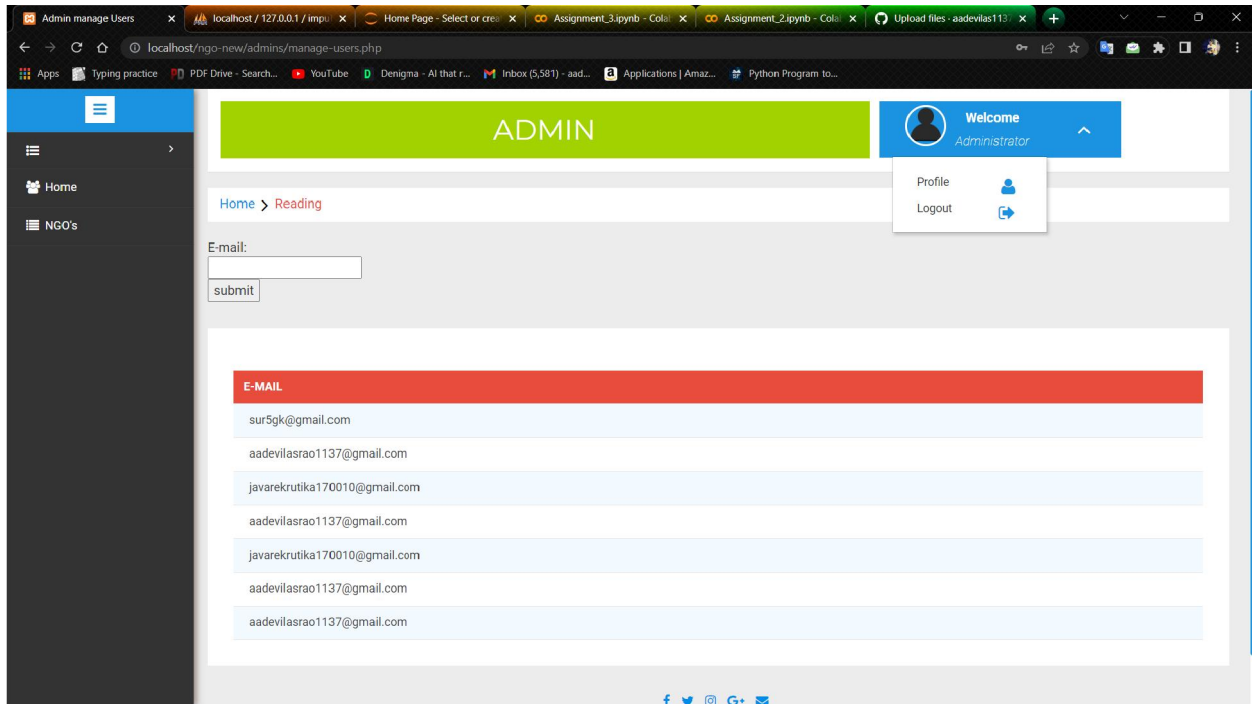 Admin manage Users
localhost / 127.0.0.1 / impu
Home Page - Select or crea
Assignment_3.ipynb - Colab
Assignment_2.ipynb - Colab
Upload files · aadevilas113
localhost/ngo-new/admins/manage-users.php
Apps
Typing practice
PDF Drive - Search...
YouTube
Denigma - AI that r...
Inbox (5,581) - aad...
Applications | Amaz...
Python Program to...
ADMIN
Welcome
Administrator
Profile
Logout
Home
NGO's
Home > Reading
E-mail:
submit
E-MAIL
sur5gk@gmail.com
aadevilasrao1137@gmail.com
javarekrutika170010@gmail.com
aadevilasrao1137@gmail.com
javarekrutika170010@gmail.com
aadevilasrao1137@gmail.com
aadevilasrao1137@gmail.com